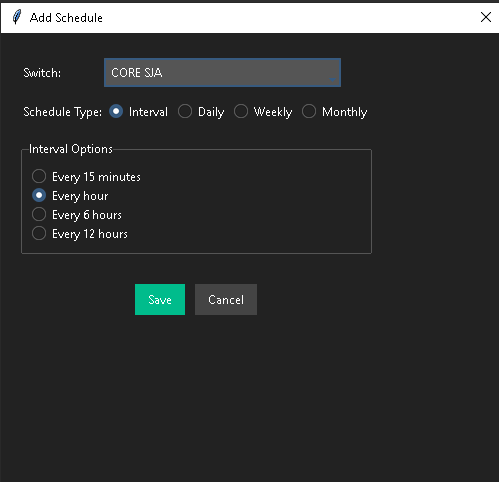 Add Schedule
Switch: CORE SJA
Schedule Type: Interval Daily Weekly Monthly
Interval Options
Every 15 minutes
Every hour
Every 6 hours
Every 12 hours
Save Cancel